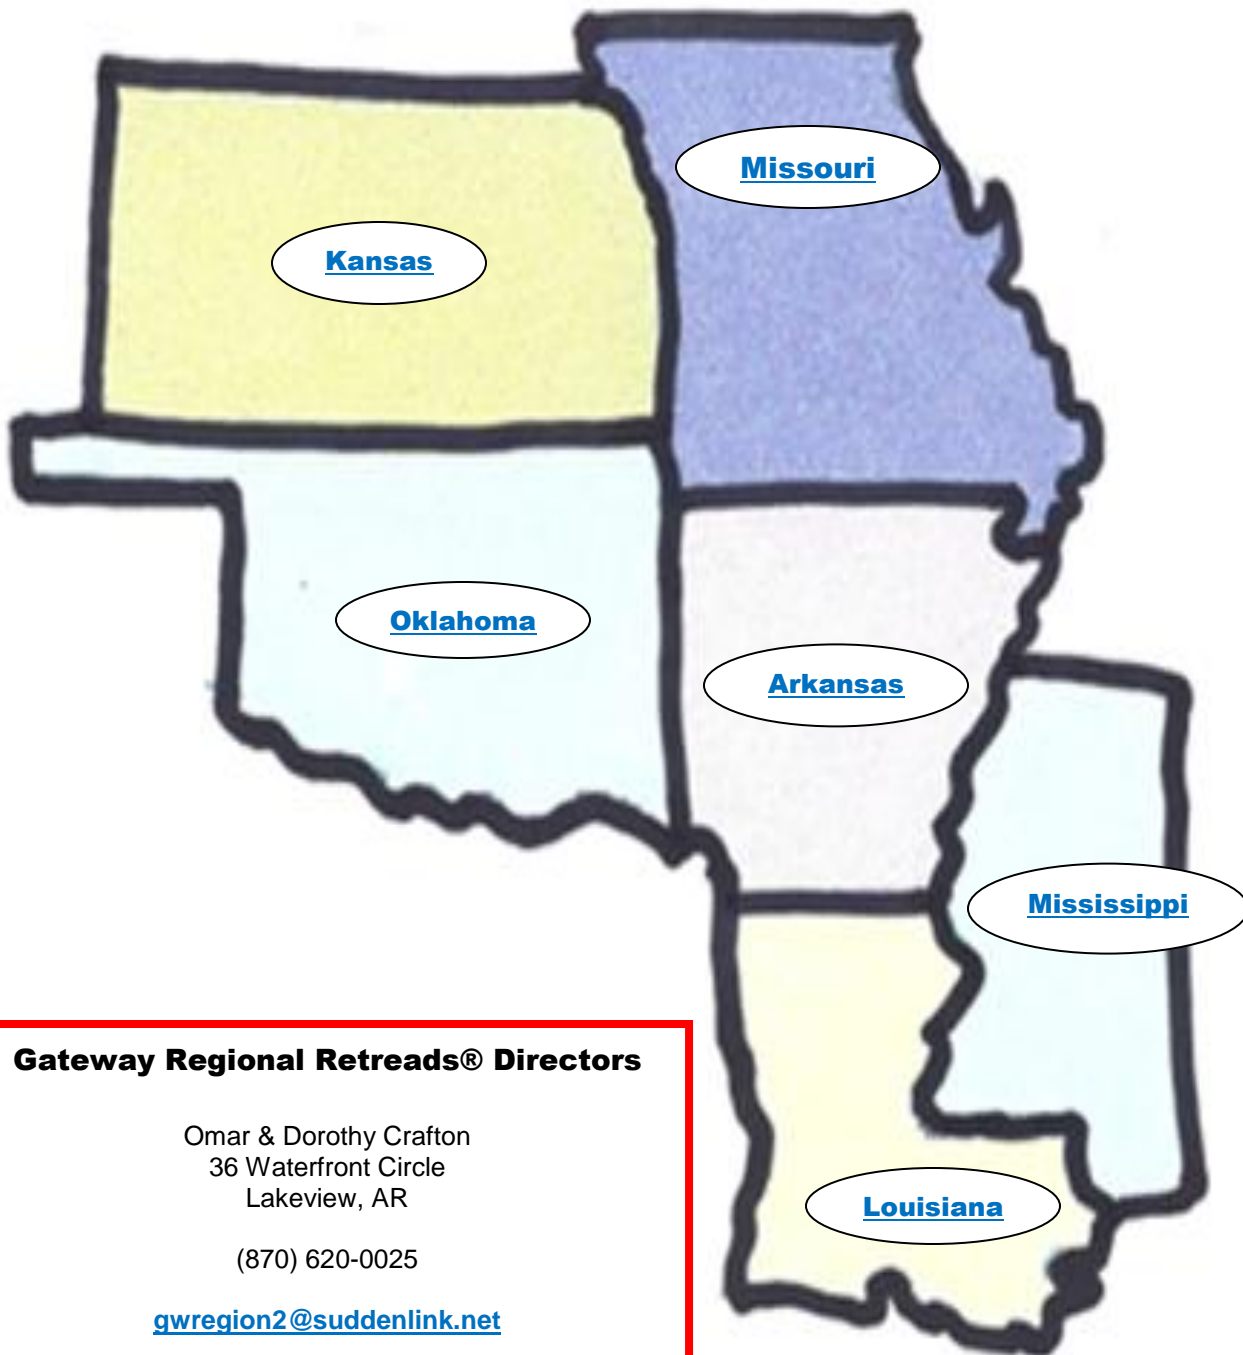 Missouri
Kansas
Oklahoma
Arkansas
Mississippi
Louisiana
Gateway Regional Retreads® Directors
Omar & Dorothy Crafton
36 Waterfront Circle
Lakeview, AR
(870) 620-0025
gwregion2@suddenlink.net